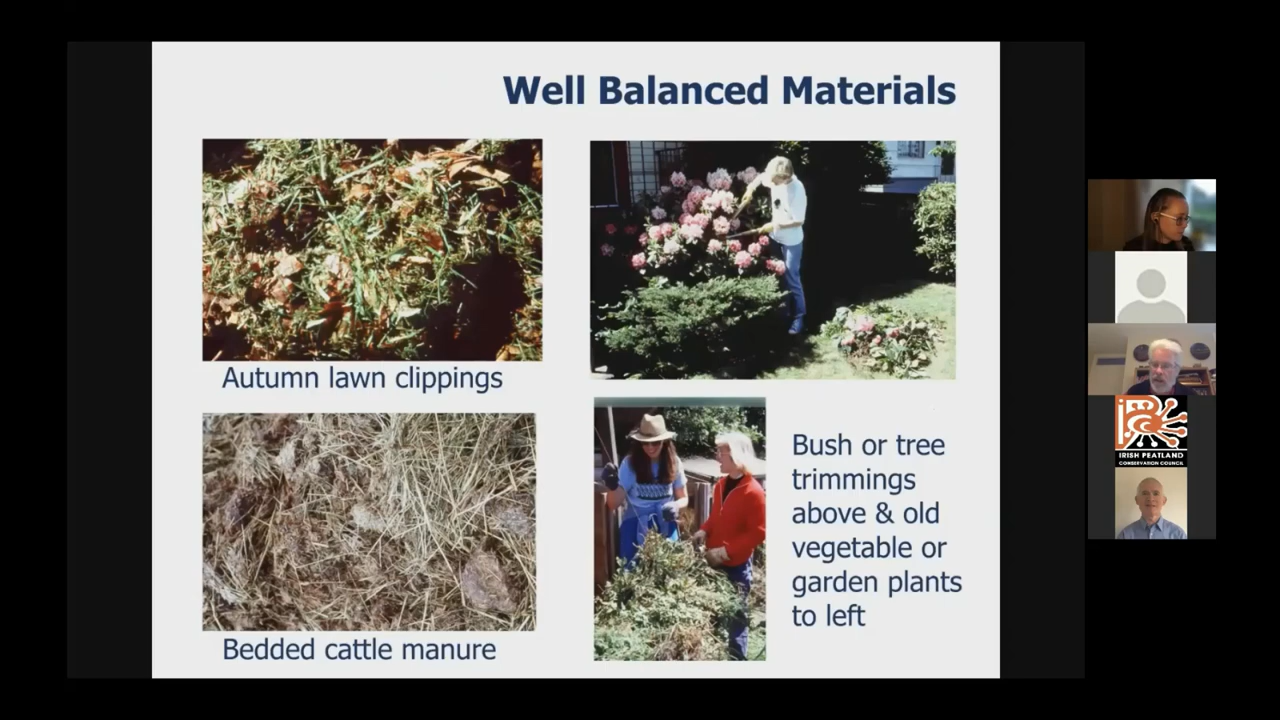 Well Balanced Materials
Autumn lawn clippings
Bedded cattle manure
Bush or tree
trimmings
above & old
vegetable or
garden plants
to left
IRISH PEATLAND
CONSERVATION COUNCIL